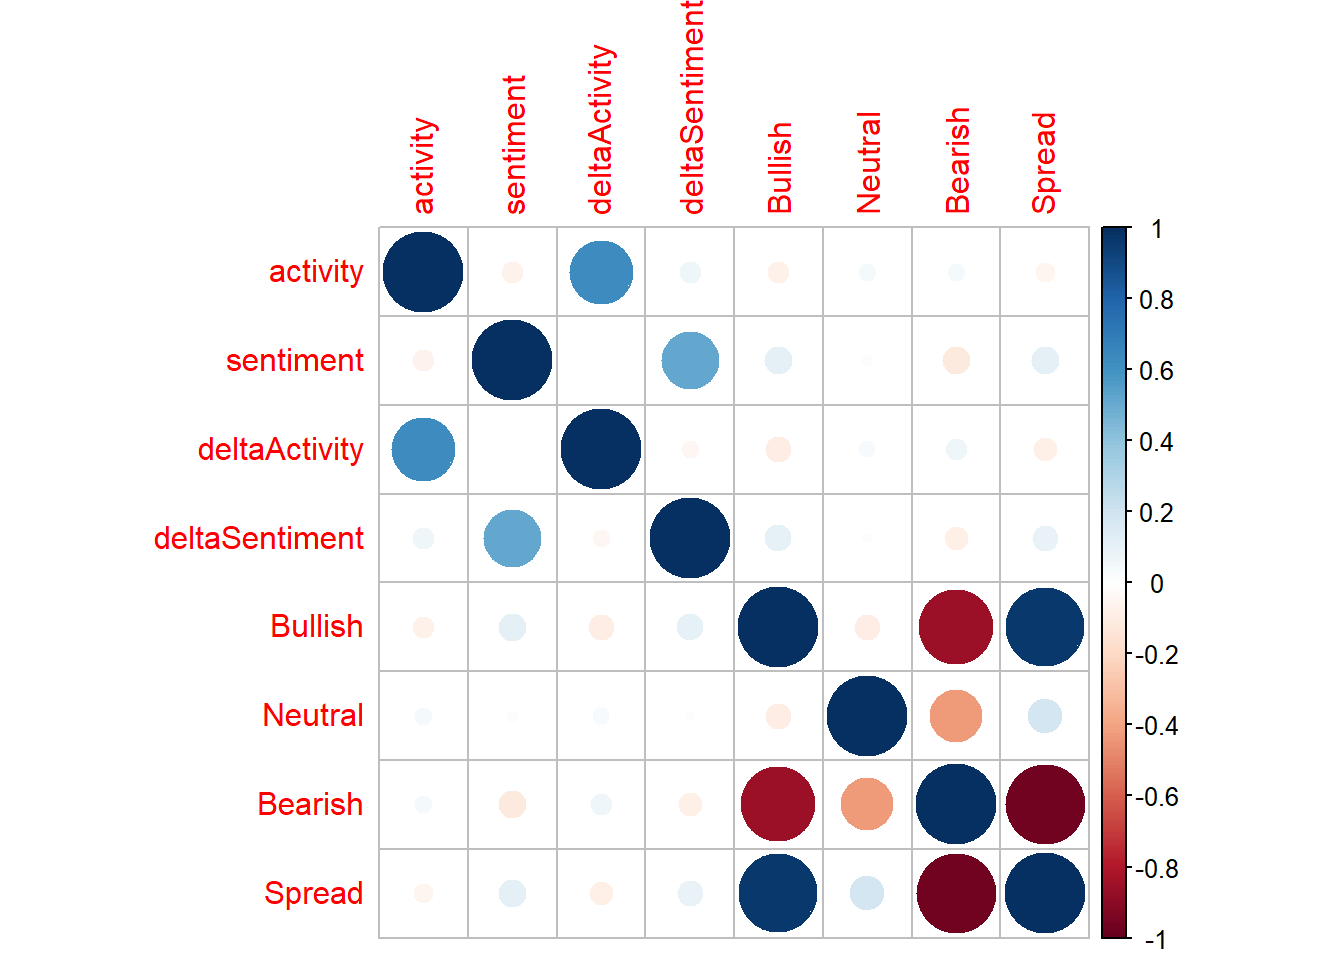 activity
sentiment
deltaActivity
deltaSentiment
Bullish
Neutral
Bearish
Spread
activity
sentiment
deltaActivity
deltaSentiment
Bullish
Neutral
Bearish
Spread
1
0.8
0.6
0.4
0.2
0
-0.2
-0.4
-0.6
-0.8
-1